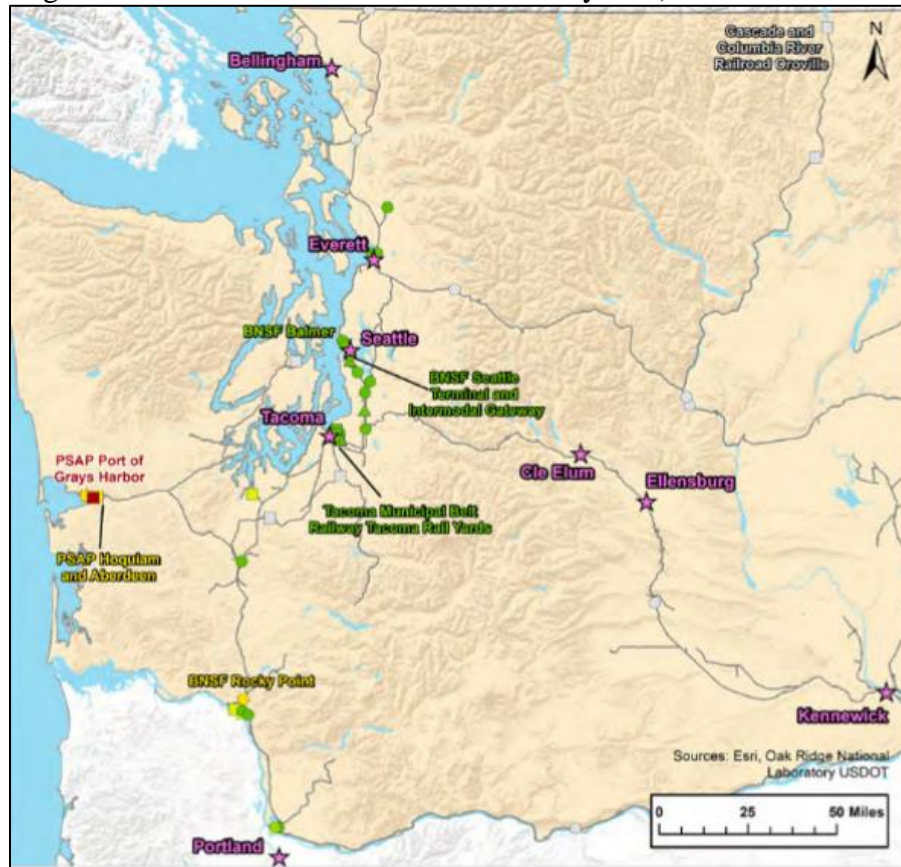 Cascade and
Columbia River
Railroad Croville
N
Bellingham
Everett
BNSF Balmer
Seattle
BNSF Seattle
Terminal and
Intermodal Gateway
Tacoma
PSAP Port of
Grays Harbor
Cle Elum
Ellensburg
Tacoma Municipal Belt
Railway Tacoma Rail Yards
PSAP Hoquiam
and Aberdeen
BNSF Rocky Point
Kennewick
Sources: Esri, Oak Ridge National
Laboratory USDOT
0 25 50 Miles
Portland